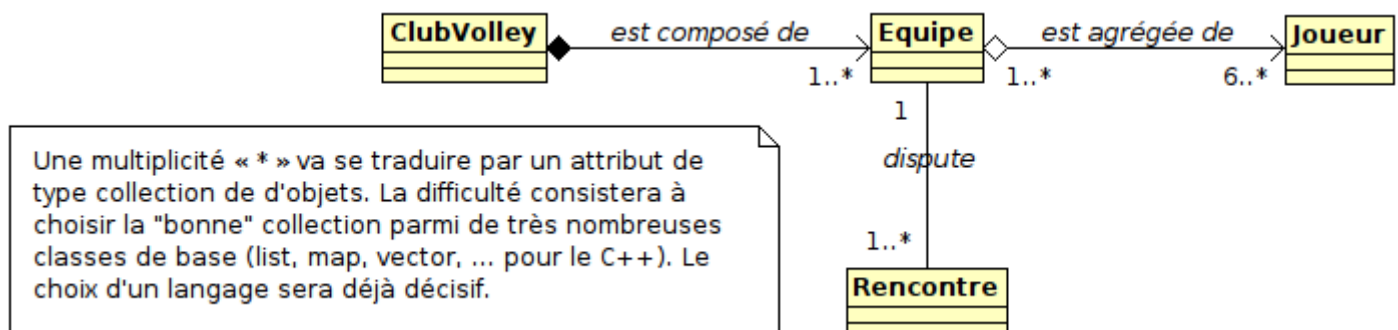 ClubVolley
est composé de
1..*
Equipe
1..*
est agrégée de
6..*
Joueur
1
dispute
1..*
Rencontre
Une multiplicité « * » va se traduire par un attribut de
type collection de d'objets. La difficulté consistera à
choisir la "bonne" collection parmi de très nombreuses
classes de base (list, map, vector, ... pour le C++). Le
choix d'un langage sera déjà décisif.